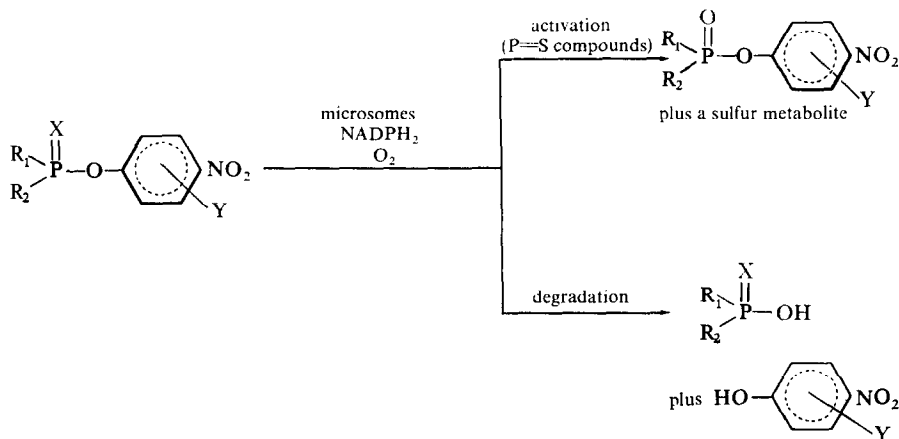 activation
(P=S compounds)
O
R₁
R₂
P—O—
NO₂
Y
plus a sulfur metabolite
X
R₁
R₂
P—O—
NO₂
Y
microsomes
NADPH₂
O₂
degradation
X
R₁
R₂
P—OH
plus HO—
NO₂
Y